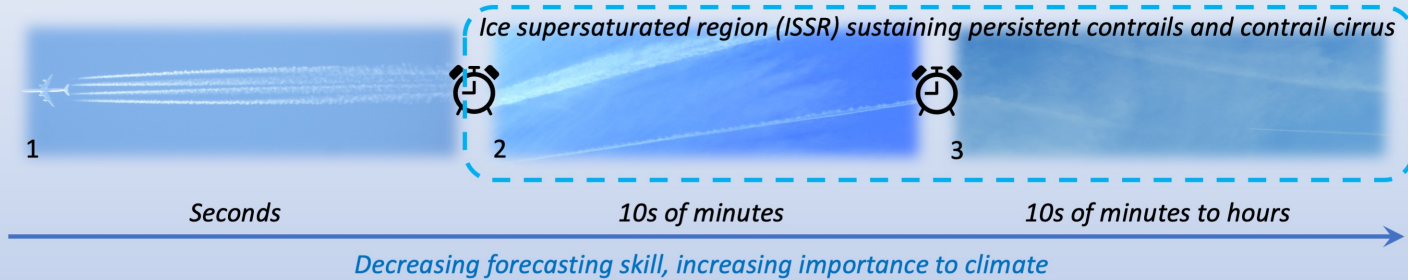 Ice supersaturated region (ISSR) sustaining persistent contrails and contrail cirrus
1
2
3
Seconds
10s of minutes
10s of minutes to hours
Decreasing forecasting skill, increasing importance to climate